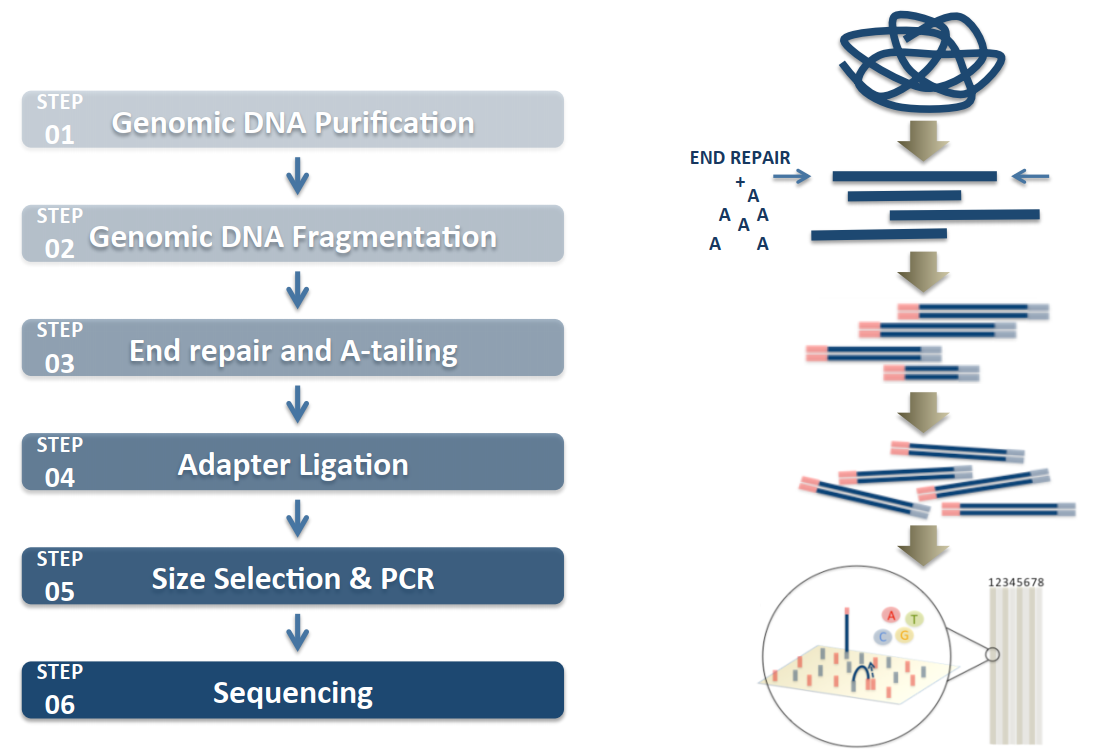 STEP
01
Genomic DNA Purification
STEP
02
Genomic DNA Fragmentation
STEP
03
End repair and A-tailing
STEP
04
Adapter Ligation
STEP
05
Size Selection & PCR
STEP
06
Sequencing
END REPAIR
+
A
A A
A
A A
12345678
A T
C G